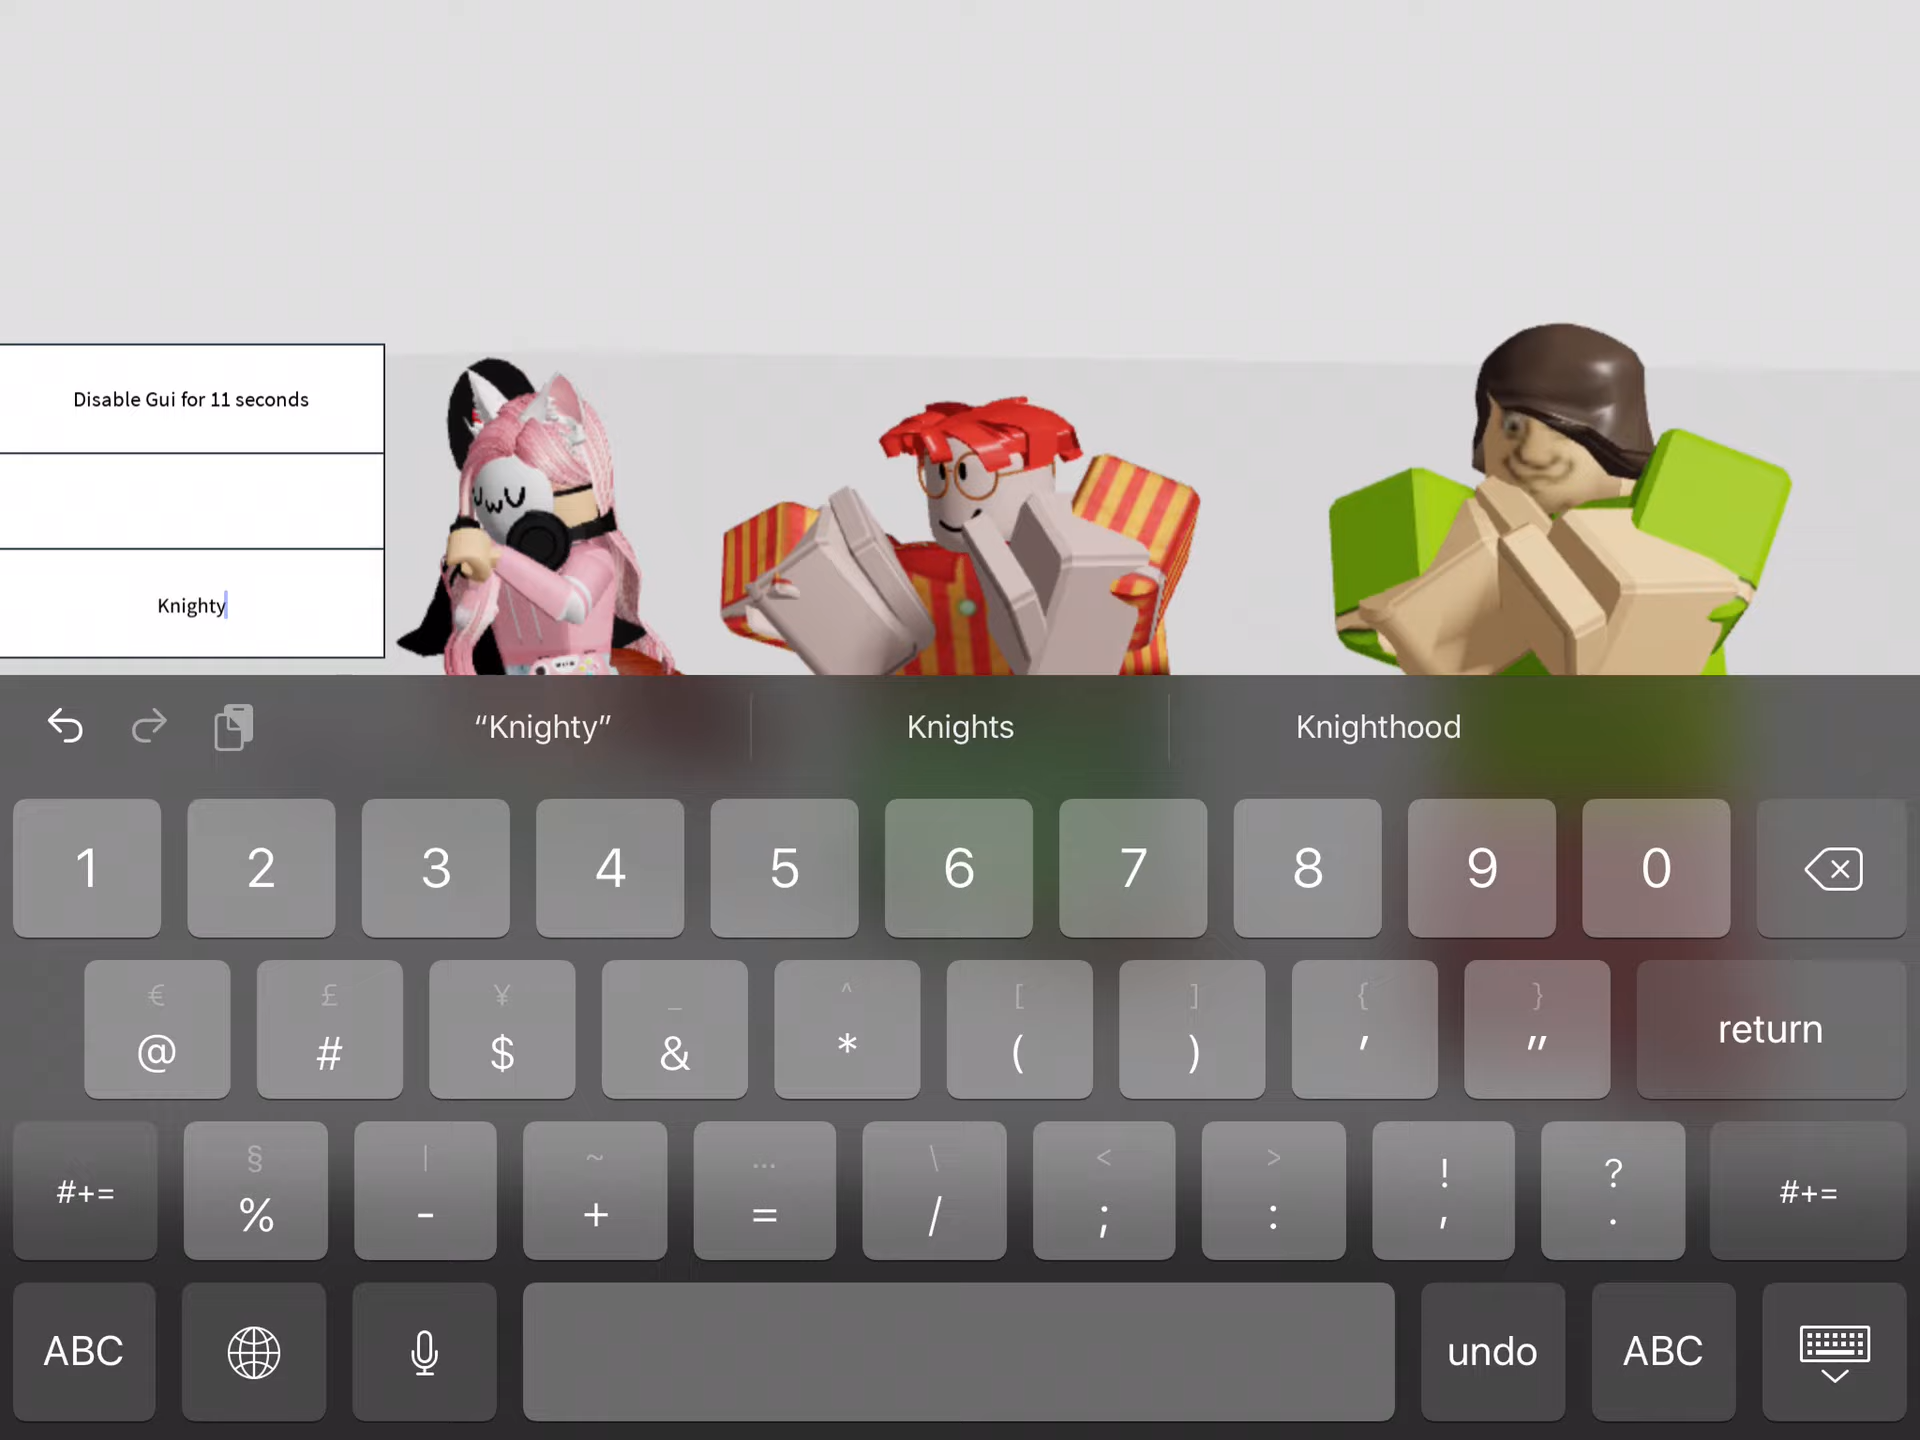 Disable Gui for 11 seconds
UwU
Knighty
“Knighty” Knights Knighthood
1 2 3 4 5 6 7 8 9 0
€ £ ¥ _ ^ [ ] { }
@ # $ & * ( ) ' " return
§ | ~ … \ < > ! ?
#+= % - + = / ; : , . #+=
ABC undo ABC